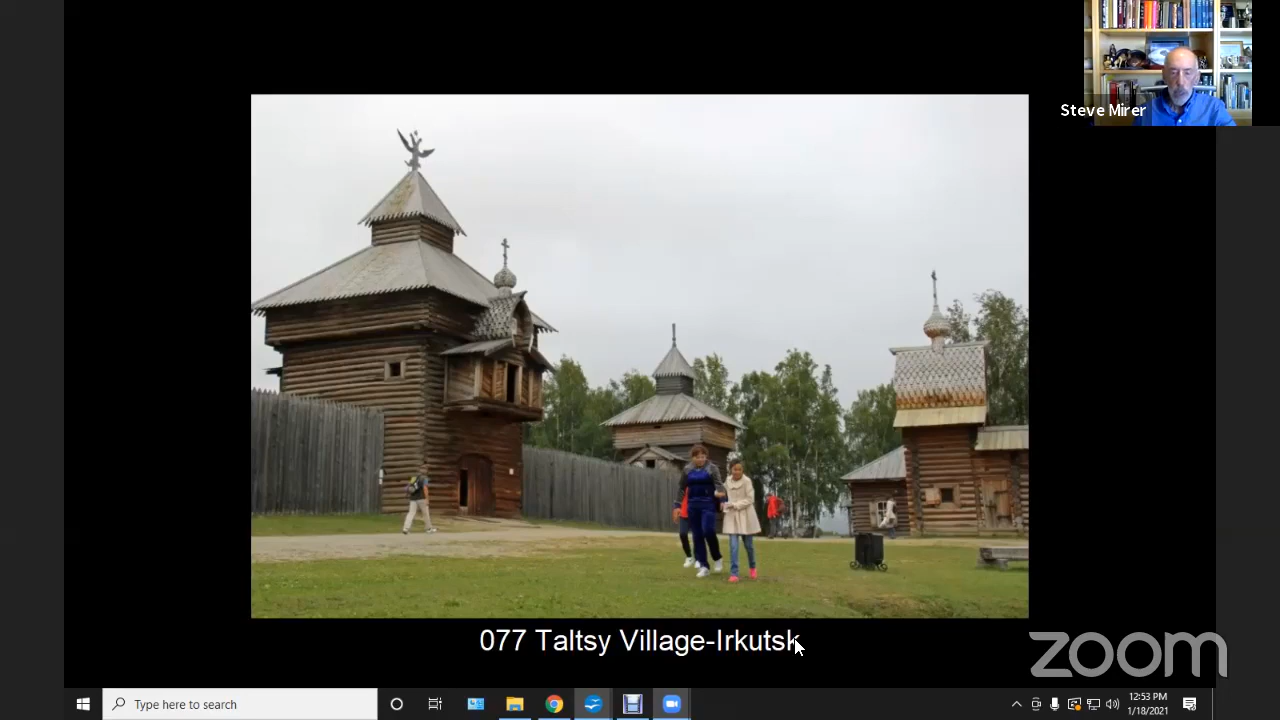 Steve Mirer
077 Taltsy Village-Irkutsk
zoom
Type here to search
12:53 PM
1/18/2021